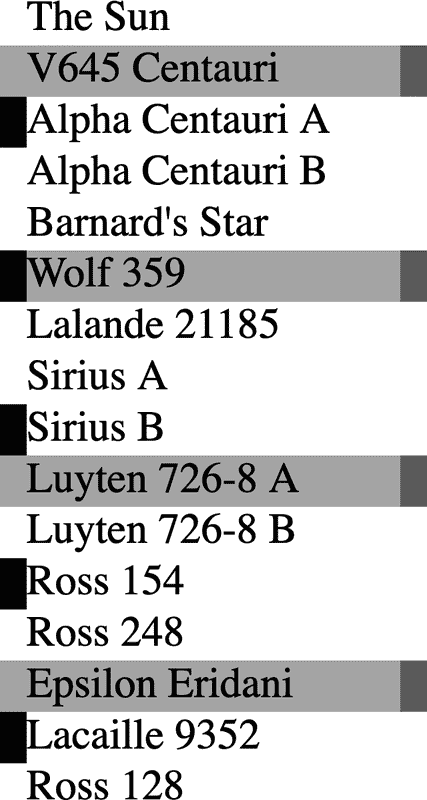 The Sun
V645 Centauri
Alpha Centauri A
Alpha Centauri B
Barnard's Star
Wolf 359
Lalande 21185
Sirius A
Sirius B
Luyten 726-8 A
Luyten 726-8 B
Ross 154
Ross 248
Epsilon Eridani
Lacaille 9352
Ross 128